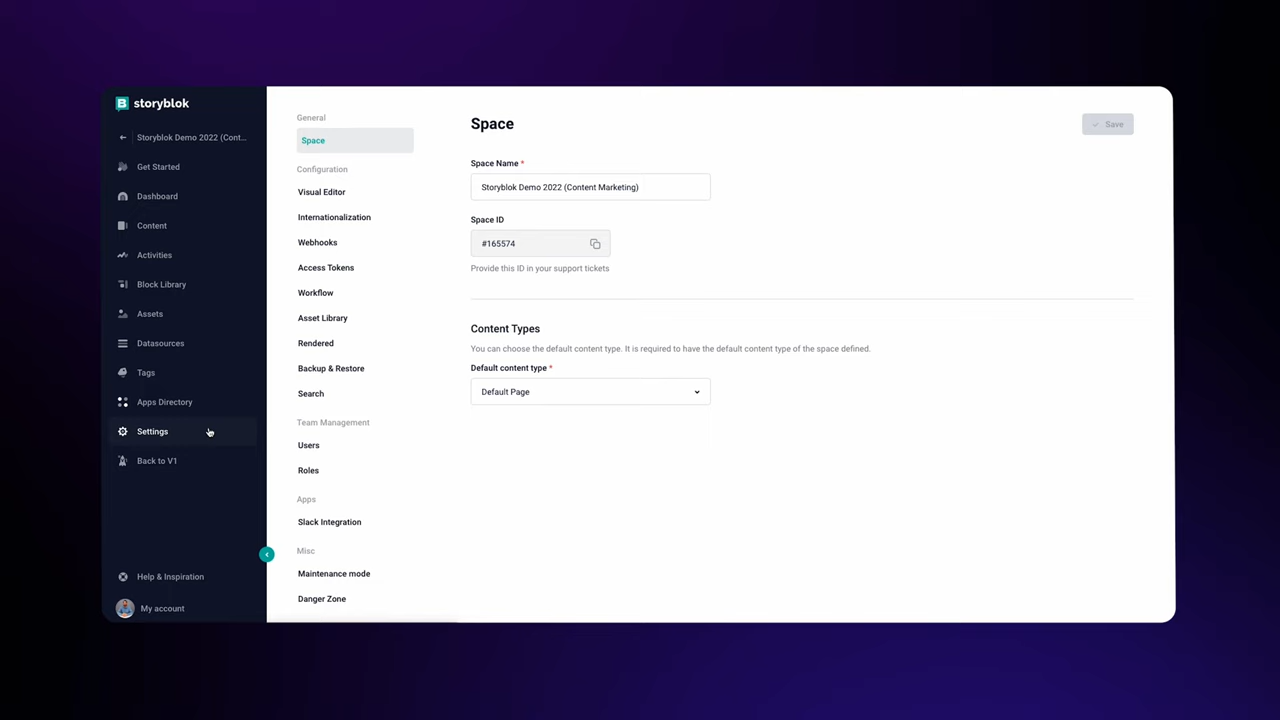 storyblok
Storyblok Demo 2022 (Cont...
Get Started
Dashboard
Content
Activities
Block Library
Assets
Datasources
Tags
Apps Directory
Settings
Back to V1
Help & Inspiration
My account
General
Space
Configuration
Visual Editor
Internationalization
Webhooks
Access Tokens
Workflow
Asset Library
Rendered
Backup & Restore
Search
Team Management
Users
Roles
Apps
Slack Integration
Misc
Maintenance mode
Danger Zone
Space
Save
Space Name *
Storyblok Demo 2022 (Content Marketing)
Space ID
#165574
Provide this ID in your support tickets
Content Types
You can choose the default content type. It is required to have the default content type of the space defined.
Default content type *
Default Page